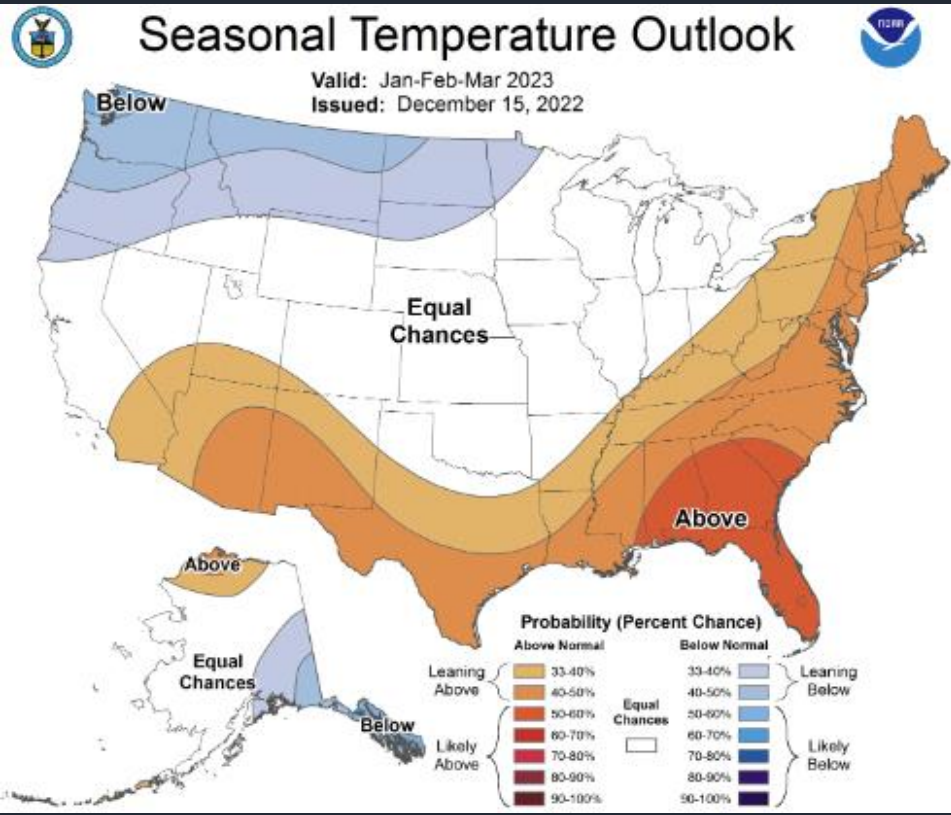 Seasonal Temperature Outlook
NOAA
Valid: Jan-Feb-Mar 2023
Issued: December 15, 2022
Below
Equal
Chances
Above
Above
Equal
Chances
Below
Probability (Percent Chance)
Above Normal
Below Normal
Leaning
Above
33-40%
40-50%
Likely
Above
50-60%
60-70%
70-80%
80-90%
90-100%
Equal
Chances
33-40%
40-50%
Leaning
Below
50-60%
60-70%
70-80%
80-90%
90-100%
Likely
Below